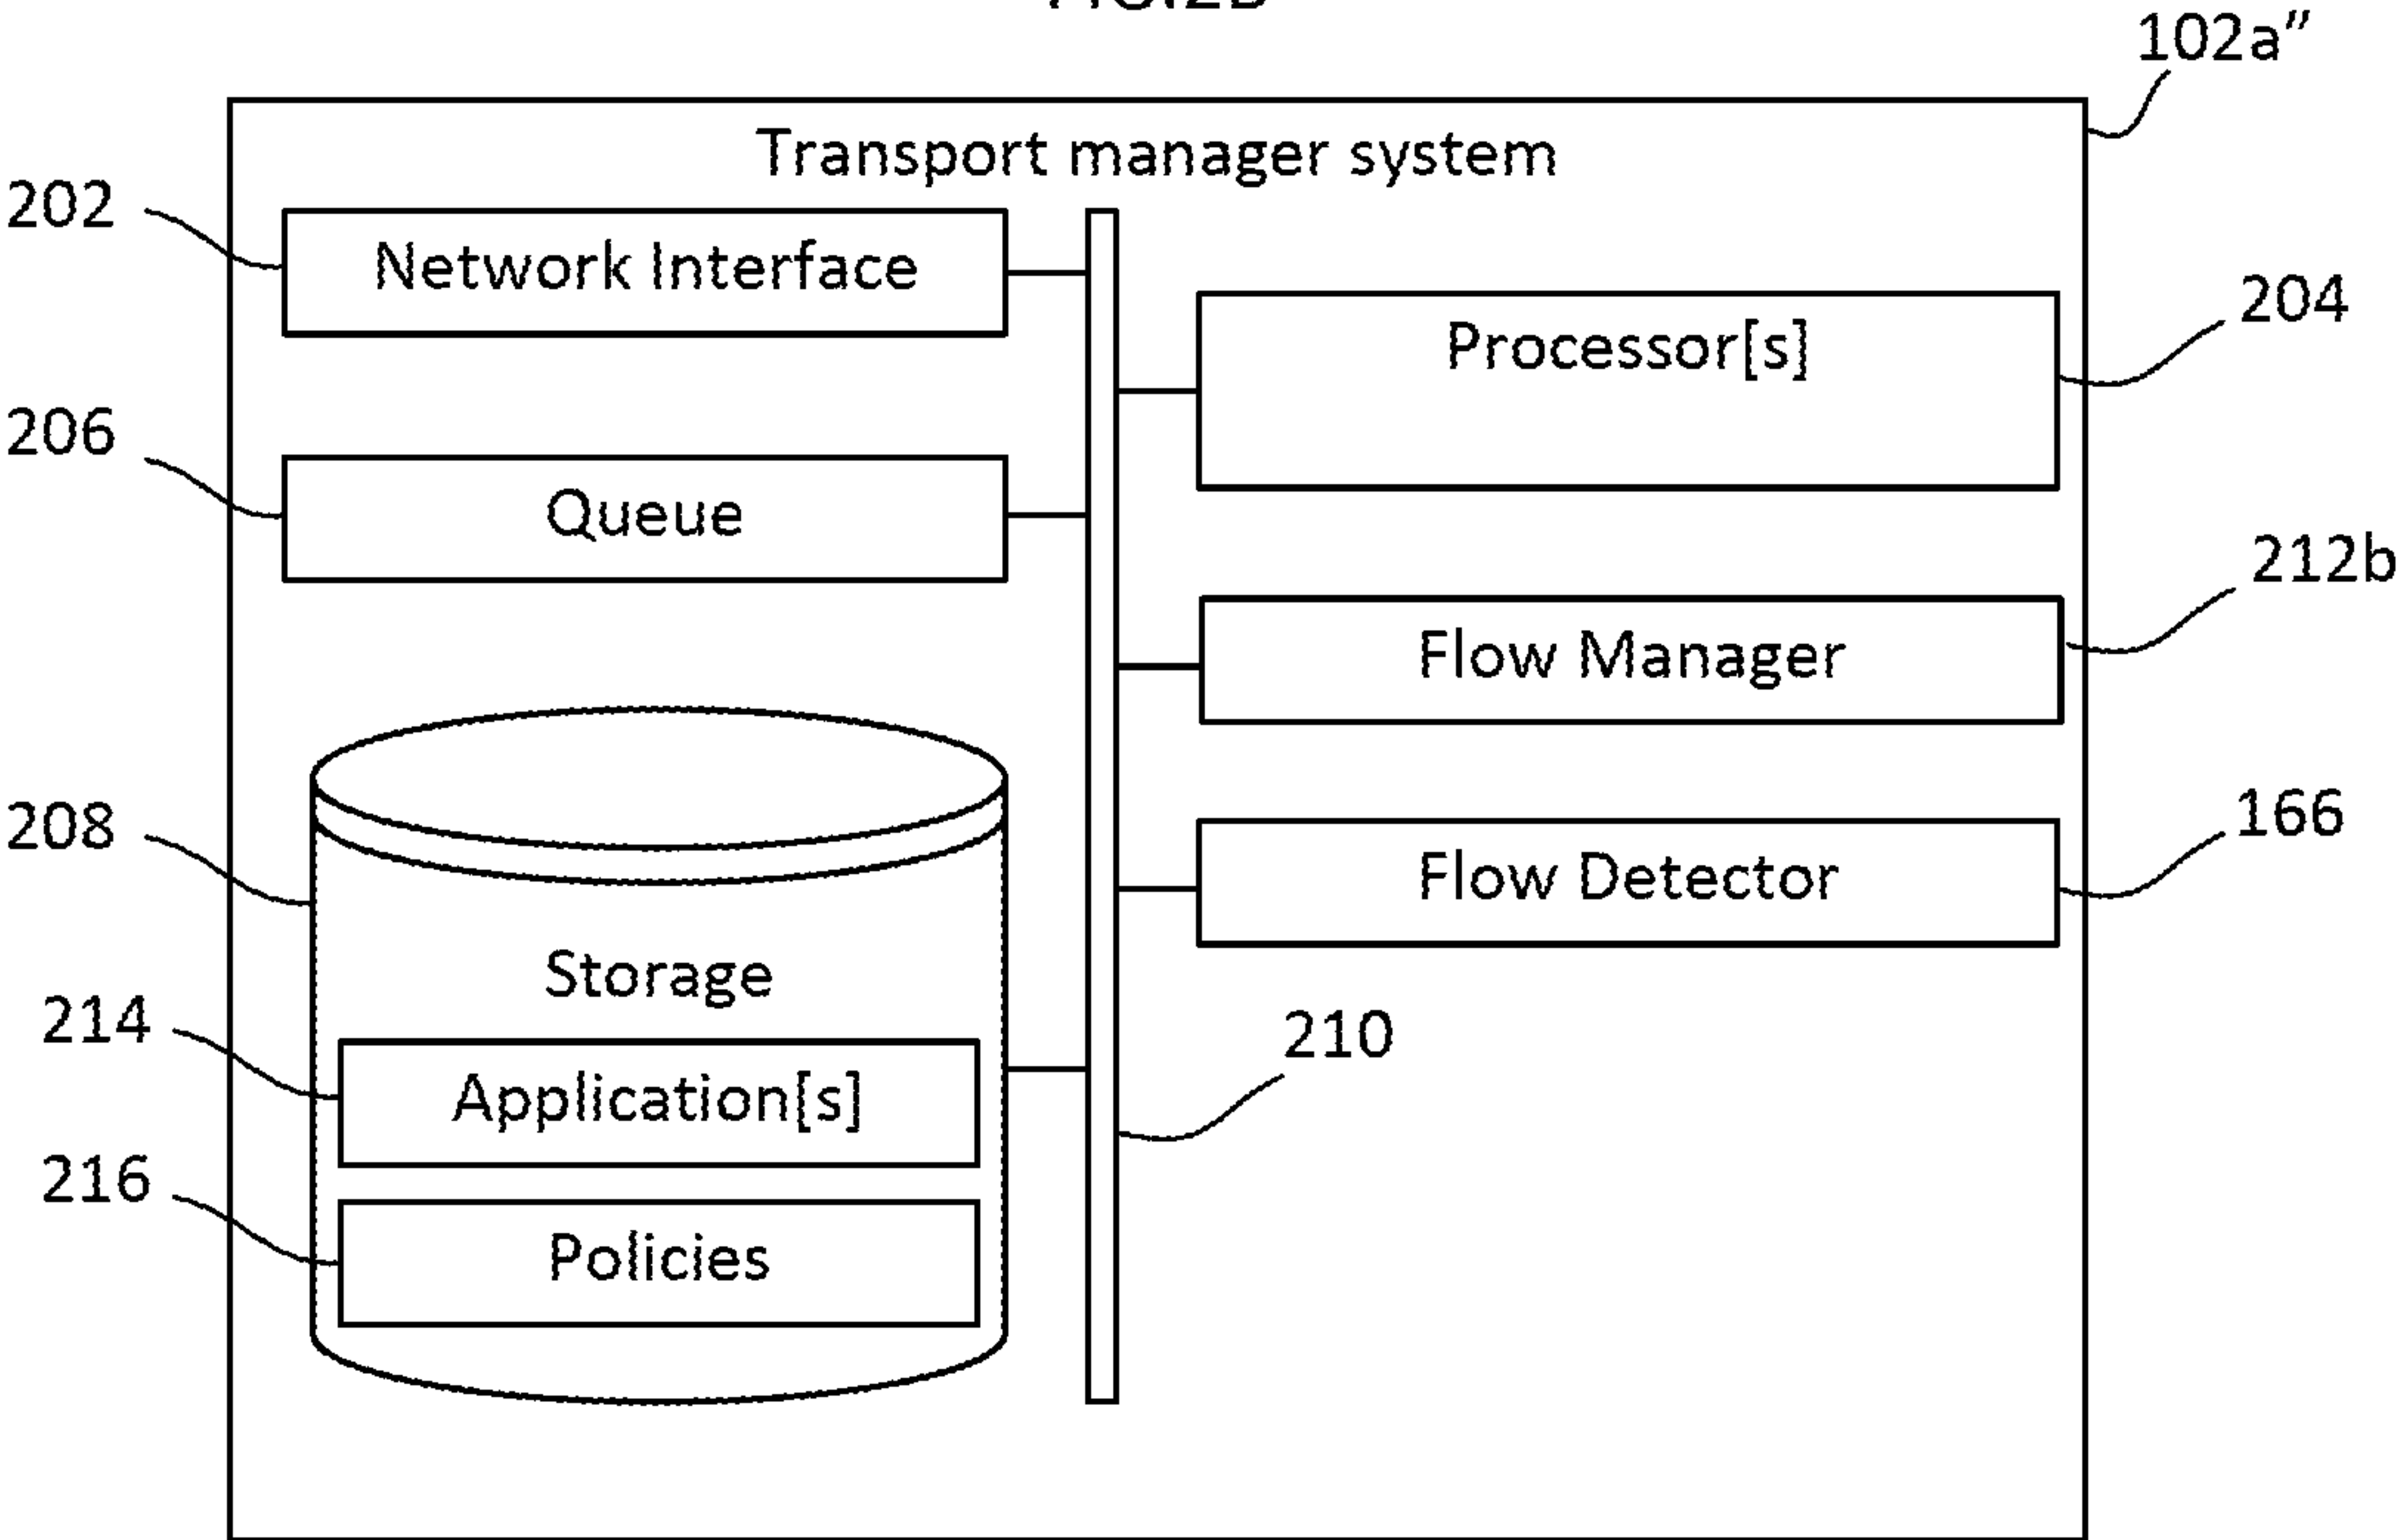 102a"
Transport manager system
202
Network Interface
204
Processor[s]
206
Queue
212b
Flow Manager
208
166
Flow Detector
Storage
214
210
Application[s]
216
Policies